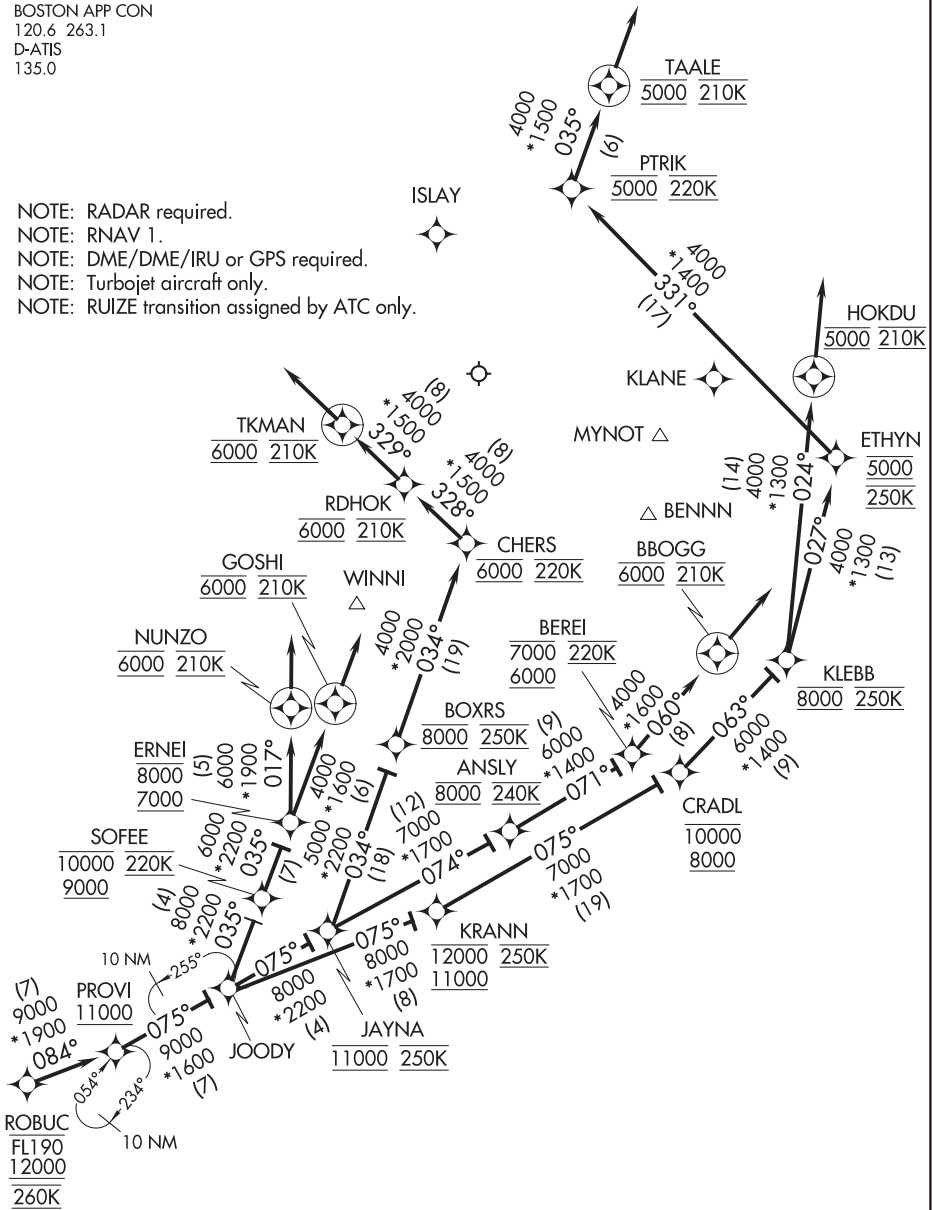 BOSTON APP CON
120.6 263.1
D-ATIS
135.0
NOTE: RADAR required.
NOTE: RNAV 1.
NOTE: DME/DME/IRU or GPS required.
NOTE: Turbojet aircraft only.
NOTE: RUIZE transition assigned by ATC only.
TAALE
5000 210K
4000
*1500
035°
(6)
PTRIK
5000 220K
ISLAY
4000
*1400
331°
(17)
HOKDU
5000 210K
KLANE
MYNOT
ETHYN
5000
250K
(14)
4000
*1300
024°
027°
4000
*1300
(13)
TKMAN
6000 210K
(8)
4000
*1500
329°
(8)
4000
*1500
328°
RDHOK
6000 210K
BENNN
CHERS
6000 220K
BBOGG
6000 210K
GOSHI
6000 210K
WINNI
NUNZO
6000 210K
4000
*2000
034°
(19)
BEREI
7000 220K
6000
4000
*1600
060°
(8)
KLEBB
8000 250K
063°
6000
*1400
(9)
BOXRS
8000 250K
(9)
6000
*1400
071°
ERNEI
8000
7000
(5)
6000
*1900
017°
4000
*1600
(6)
ANSLY
8000 240K
CRADL
10000
8000
SOFEE
10000 220K
9000
6000
*2200
035°
(7)
5000
*2200
034°
(18)
(12)
7000
*1700
074°
075°
7000
*1700
(19)
(4)
8000
*2200
035°
KRANN
12000 250K
11000
075°
8000
*1700
(8)
075°
8000
*2200
(4)
10 NM
255°
PROVI
11000
JAYNA
11000 250K
JOODY
075°
9000
*1600
(7)
(7)
9000
*1900
084°
054°
234°
10 NM
ROBUC
FL190
12000
260K